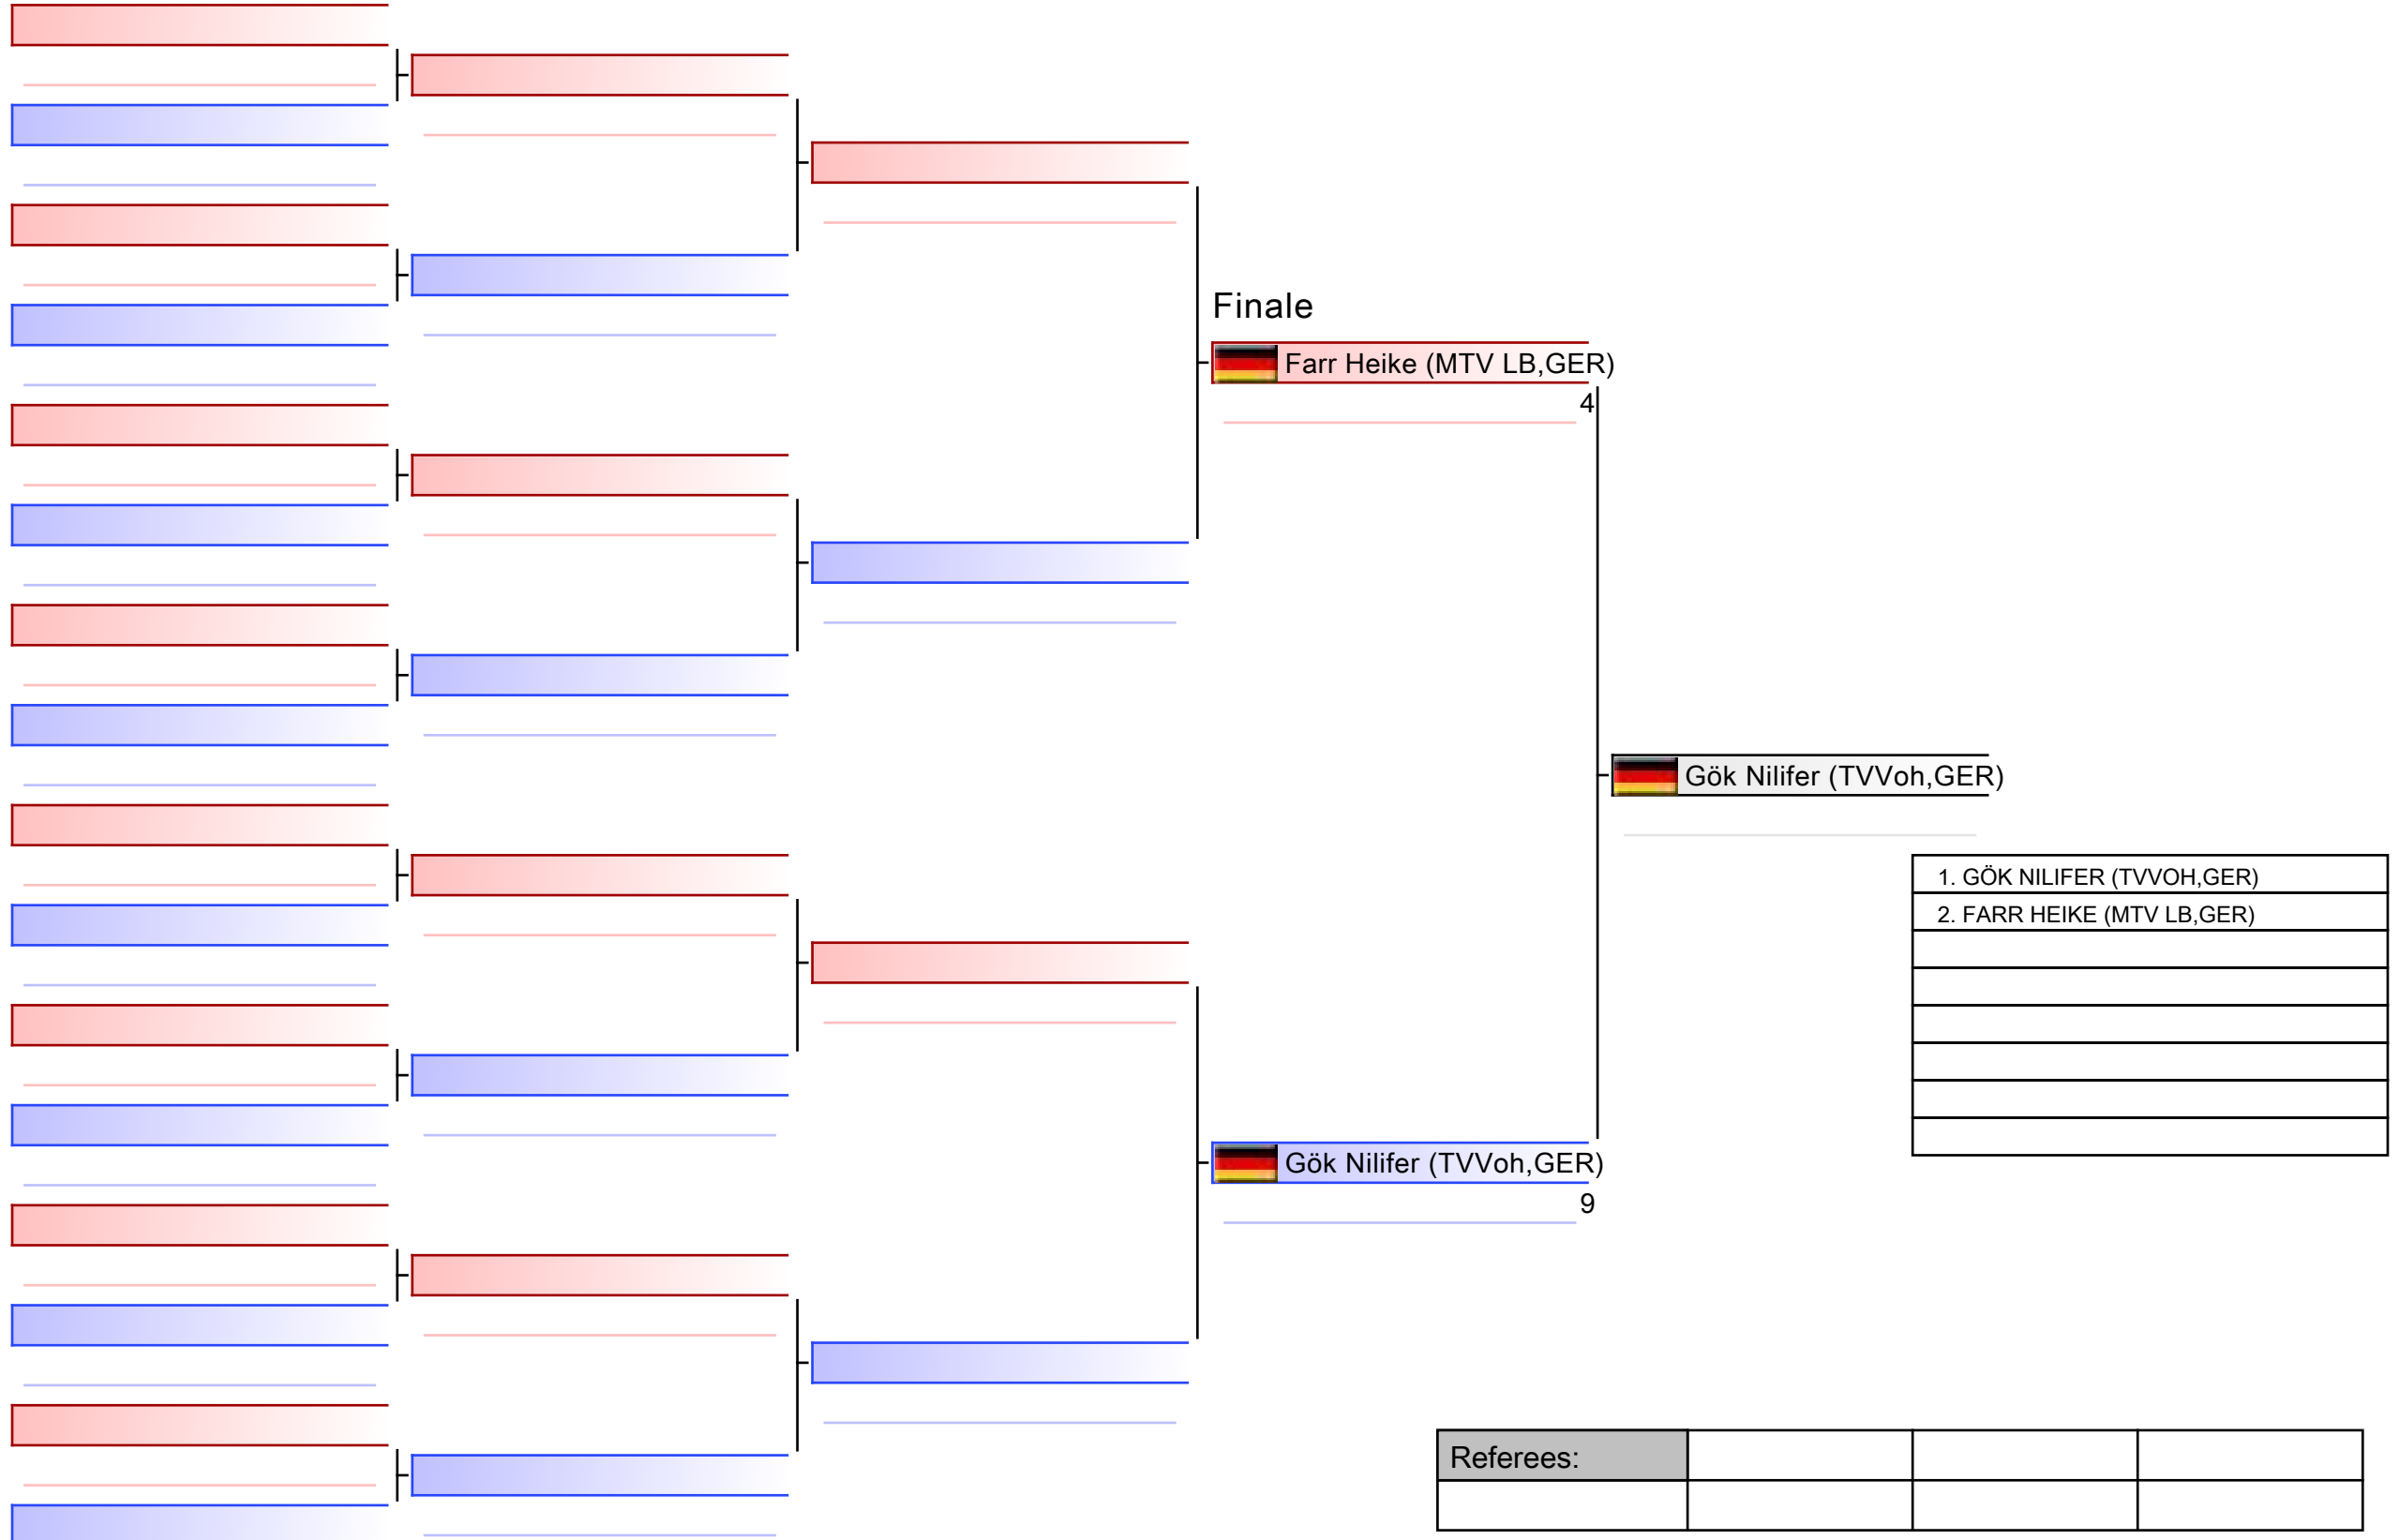 Finale
Farr Heike (MTV LB,GER)
4
Gök Nilifer (TVVoh,GER)
1. GÖK NILIFER (TVVOH,GER)
2. FARR HEIKE (MTV LB,GER)
Gök Nilifer (TVVoh,GER)
9
Referees: